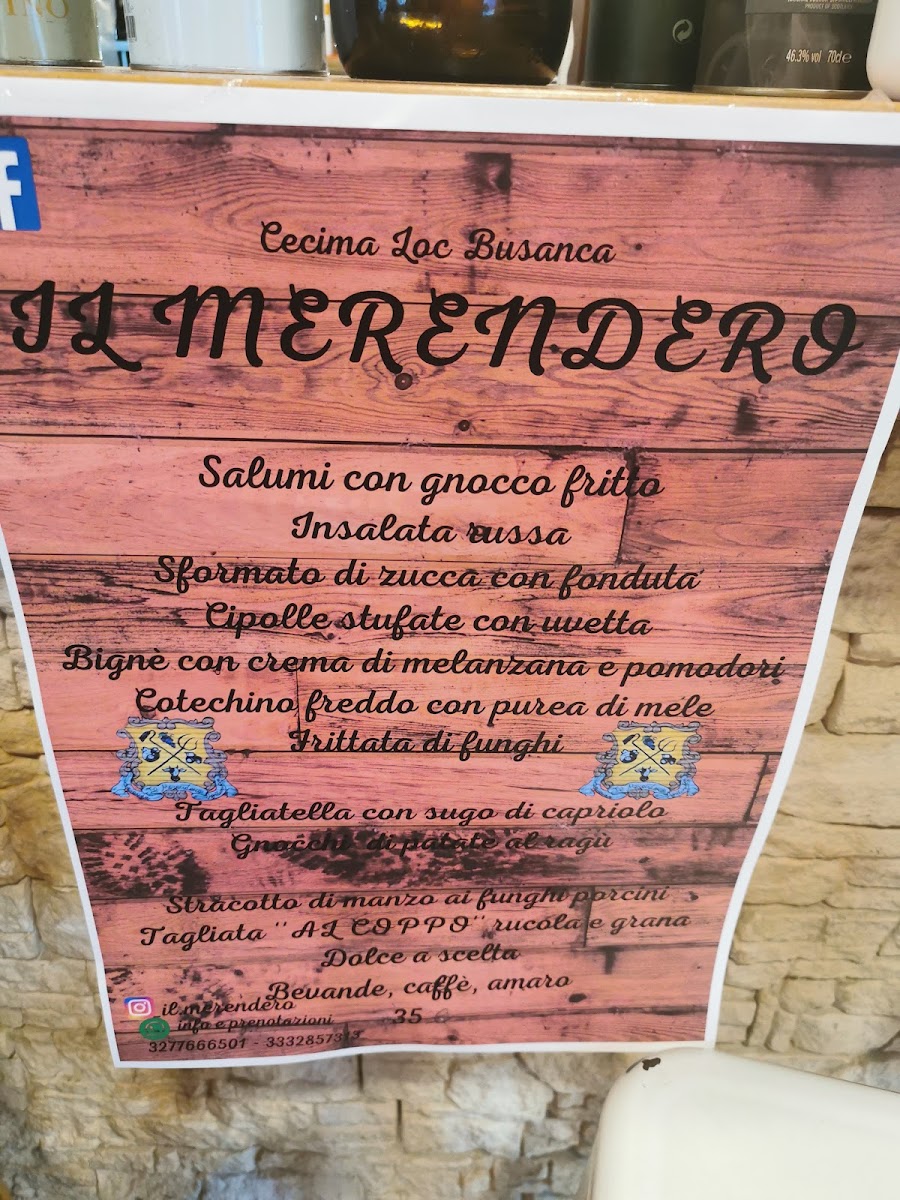 46.3% vol 70cl e
f
Cecima Loc Busanca
IL MERENDERO
Salumi con gnocco fritto
Insalata russa
Sformato di zucca con fonduta
Cipolle stufate con uvetta
Bignè con crema di melanzana e pomodori
Cotechino freddo con purea di mele
Frittata di funghi
Tagliatella con sugo di capriolo
Gnocchi di patate al ragù
Stracotto di manzo ai funghi porcini
Tagliata "AL COPPO" rucola e grana
Dolce a scelta
Bevande, caffè, amaro
35 €
il.merendero
info e prenotazioni
3277666501 -